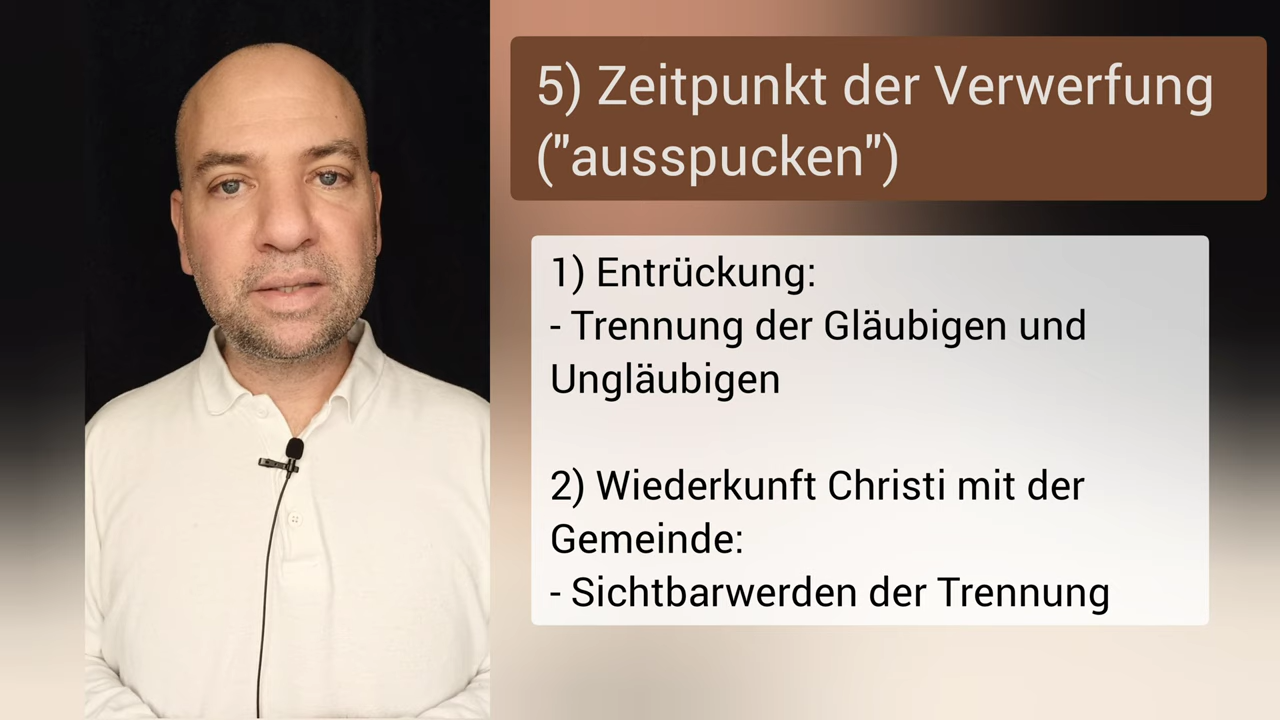 5) Zeitpunkt der Verwerfung
("ausspucken")
1) Entrückung:
- Trennung der Gläubigen und
Ungläubigen
2) Wiederkunft Christi mit der
Gemeinde:
- Sichtbarwerden der Trennung